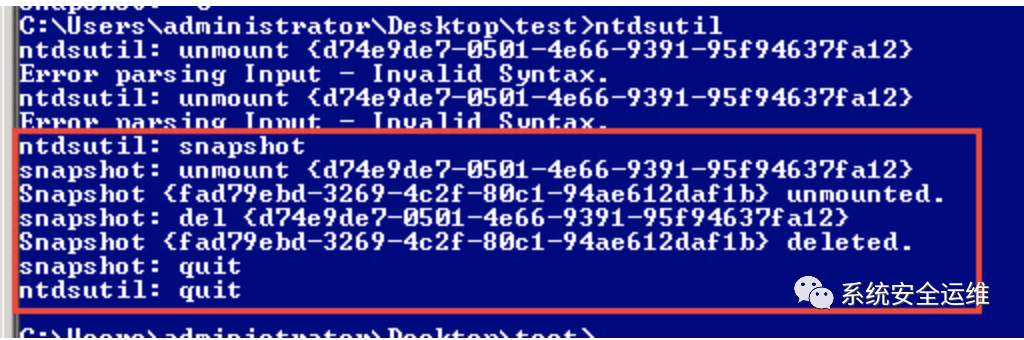 C:\Users\administrator\Desktop\test>ntdsutil
ntdsutil: unmount {d74e9de7-0501-4e66-9391-95f94637fa12}
Error parsing Input - Invalid Syntax.
ntdsutil: unmount {d74e9de7-0501-4e66-9391-95f94637fa12}
Error parsing Input - Invalid Syntax.
ntdsutil: snapshot
snapshot: unmount {d74e9de7-0501-4e66-9391-95f94637fa12}
Snapshot {fad79ebd-3269-4c2f-80c1-94ae612daf1b} unmounted.
snapshot: del {d74e9de7-0501-4e66-9391-95f94637fa12}
Snapshot {fad79ebd-3269-4c2f-80c1-94ae612daf1b} deleted.
snapshot: quit
ntdsutil: quit
系统安全运维
C:\Users\administrator\Desktop\test>